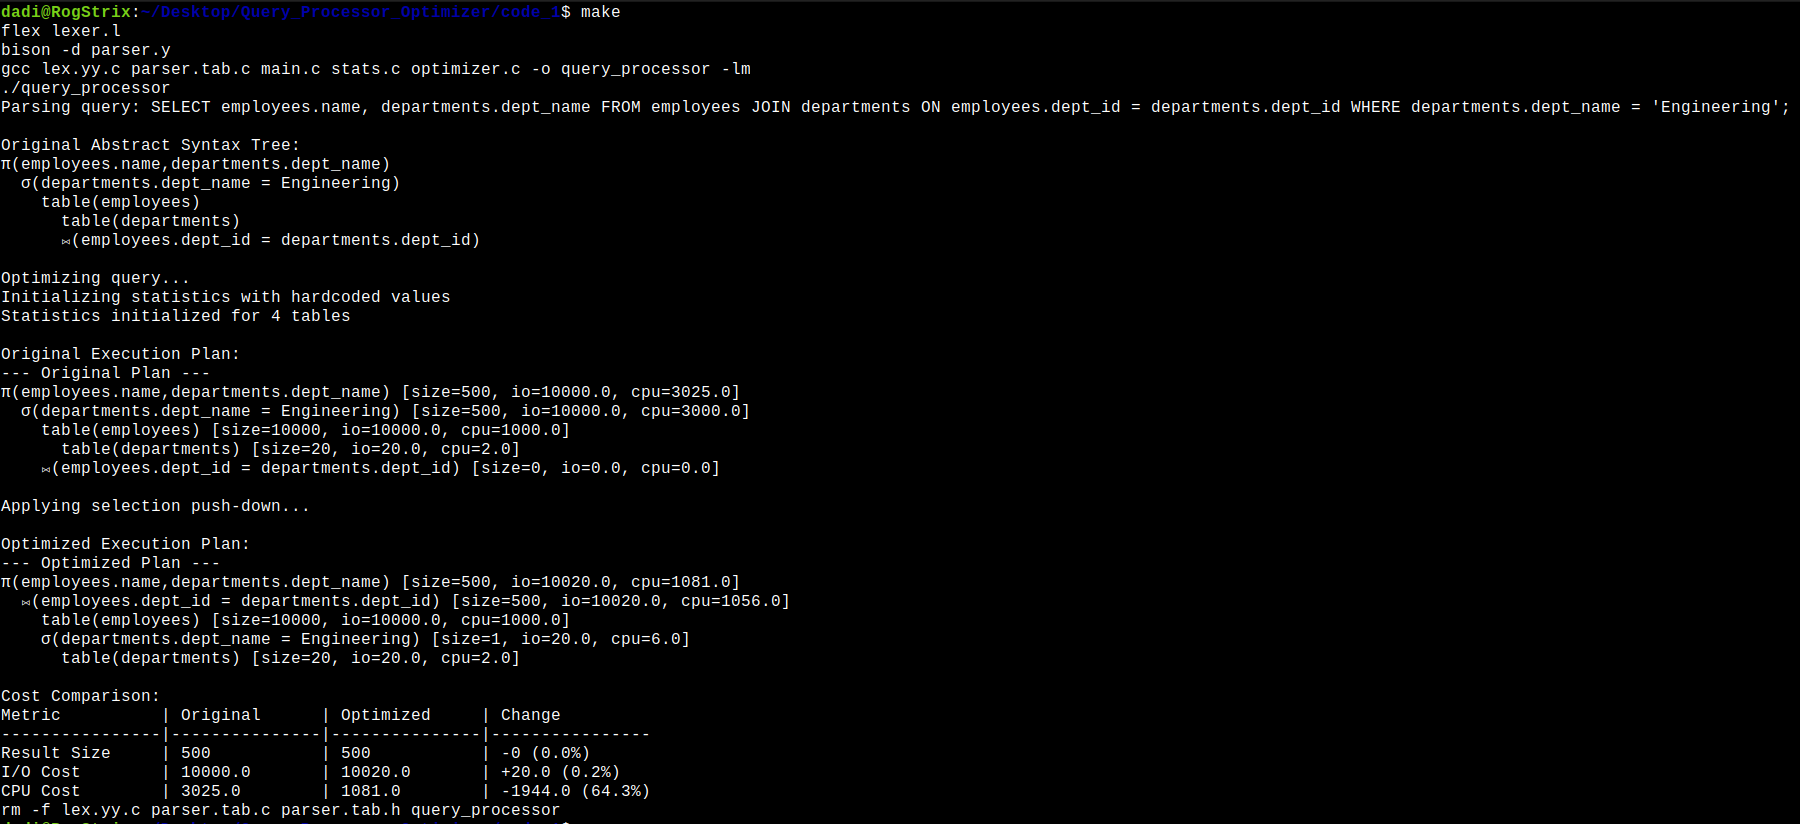 dadi@RogStrix:~/Desktop/Query_Processor_Optimizer/code_1$ make
flex lexer.l
bison -d parser.y
gcc lex.yy.c parser.tab.c main.c stats.c optimizer.c -o query_processor -lm
./query_processor
Parsing query: SELECT employees.name, departments.dept_name FROM employees JOIN departments ON employees.dept_id = departments.dept_id WHERE departments.dept_name = 'Engineering';

Original Abstract Syntax Tree:
π(employees.name,departments.dept_name)
  σ(departments.dept_name = Engineering)
    table(employees)
      table(departments)
      ⋈(employees.dept_id = departments.dept_id)

Optimizing query...
Initializing statistics with hardcoded values
Statistics initialized for 4 tables

Original Execution Plan:
--- Original Plan ---
π(employees.name,departments.dept_name) [size=500, io=10000.0, cpu=3025.0]
  σ(departments.dept_name = Engineering) [size=500, io=10000.0, cpu=3000.0]
    table(employees) [size=10000, io=10000.0, cpu=1000.0]
      table(departments) [size=20, io=20.0, cpu=2.0]
    ⋈(employees.dept_id = departments.dept_id) [size=0, io=0.0, cpu=0.0]

Applying selection push-down...

Optimized Execution Plan:
--- Optimized Plan ---
π(employees.name,departments.dept_name) [size=500, io=10020.0, cpu=1081.0]
  ⋈(employees.dept_id = departments.dept_id) [size=500, io=10020.0, cpu=1056.0]
    table(employees) [size=10000, io=10000.0, cpu=1000.0]
    σ(departments.dept_name = Engineering) [size=1, io=20.0, cpu=6.0]
      table(departments) [size=20, io=20.0, cpu=2.0]

Cost Comparison:
Metric          | Original      | Optimized     | Change
----------------|---------------|---------------|----------------
Result Size     | 500           | 500           | -0 (0.0%)
I/O Cost        | 10000.0       | 10020.0       | +20.0 (0.2%)
CPU Cost        | 3025.0        | 1081.0        | -1944.0 (64.3%)
rm -f lex.yy.c parser.tab.c parser.tab.h query_processor